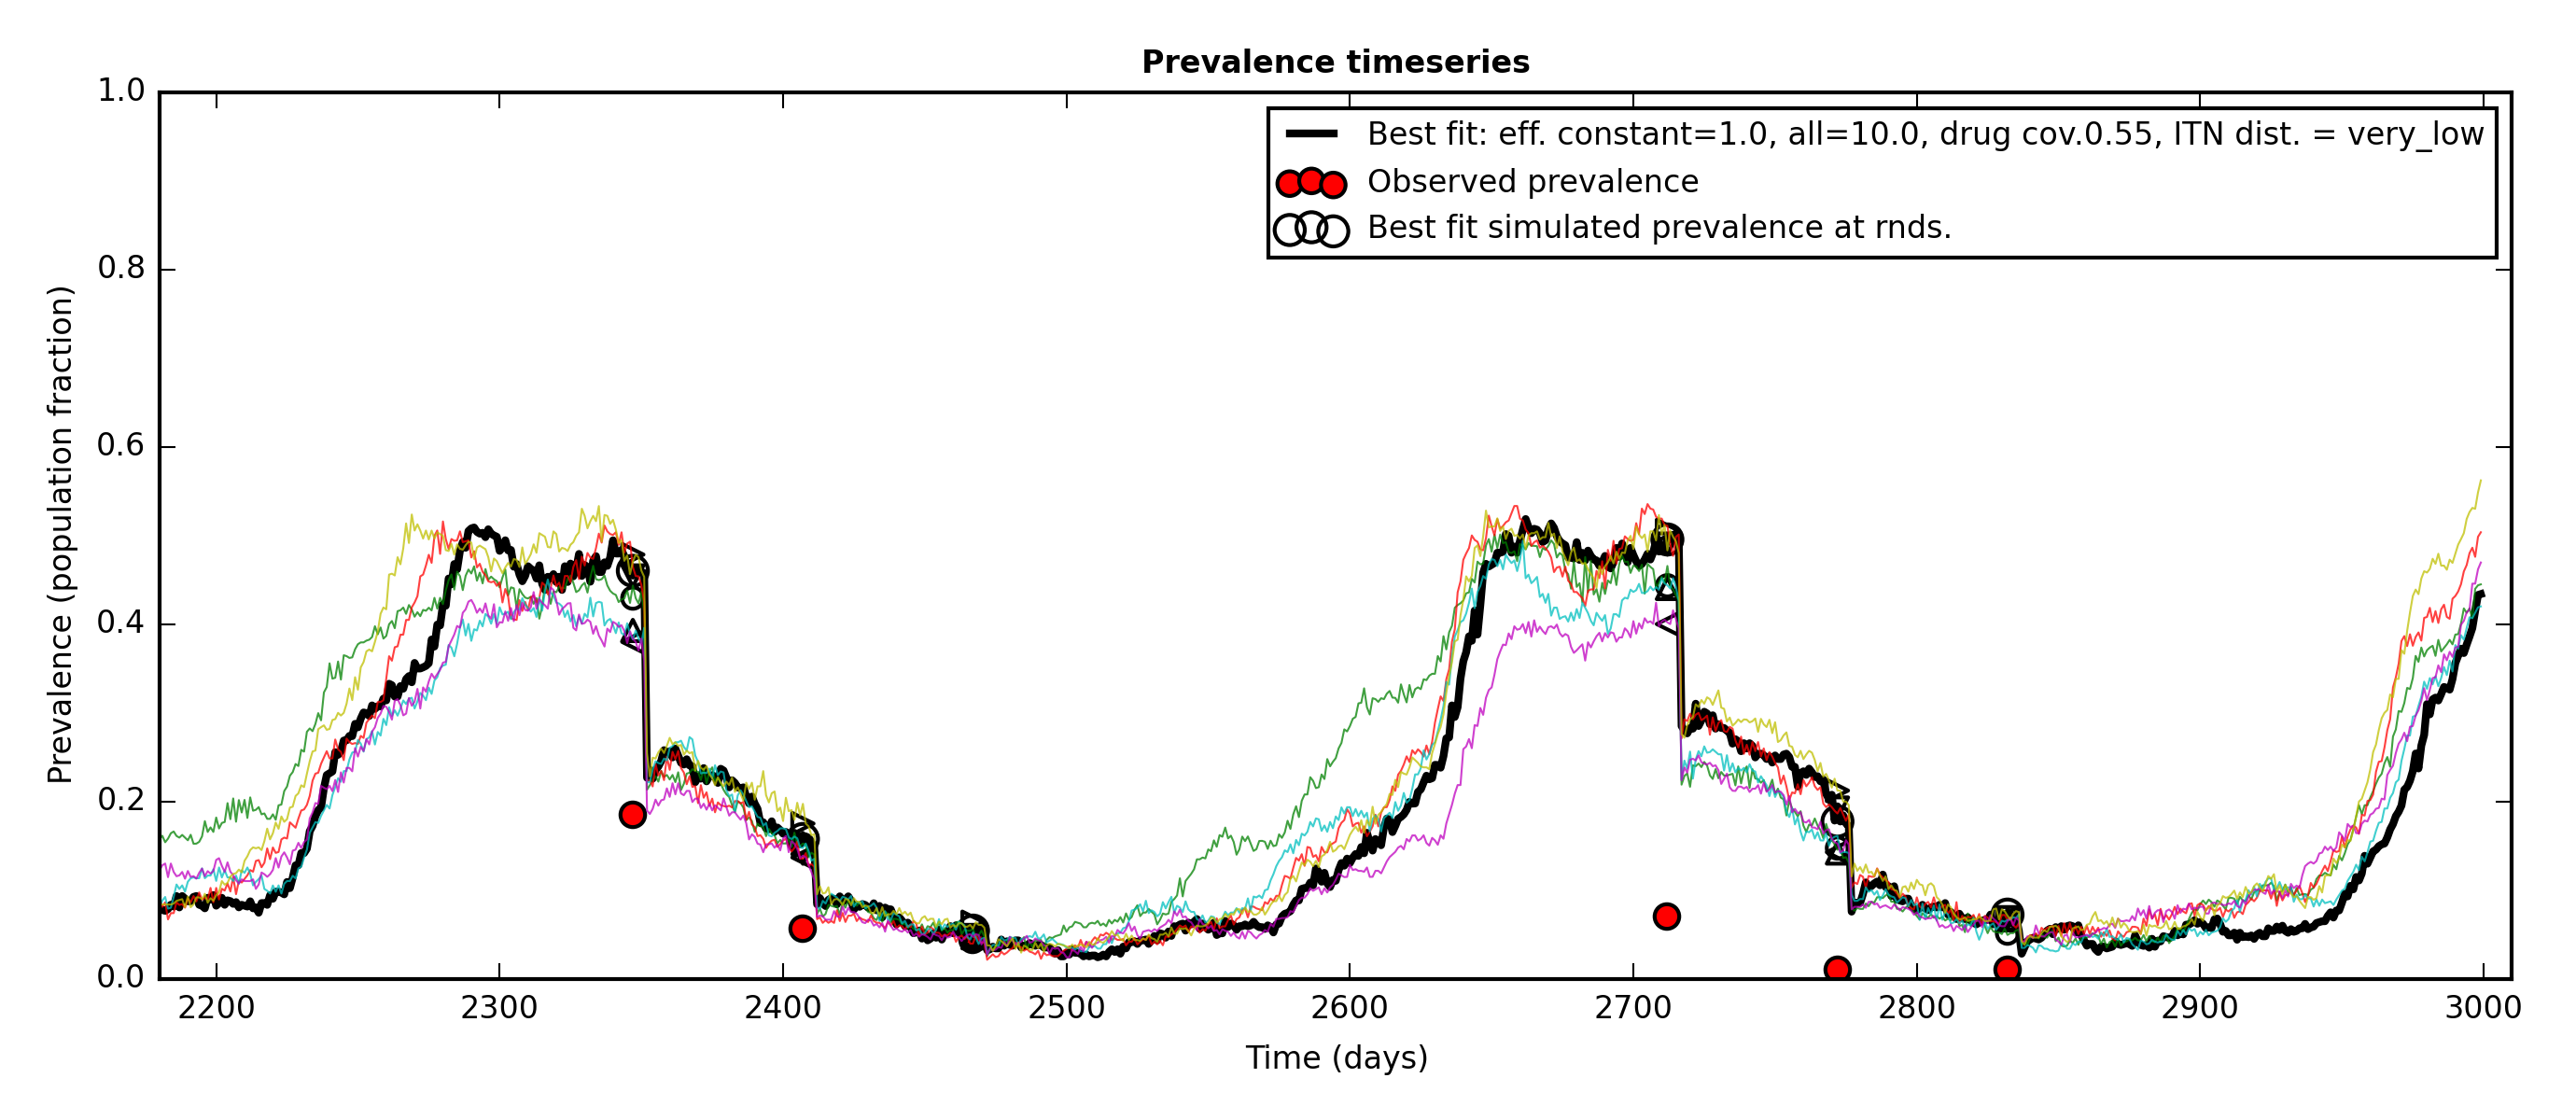 Prevalence timeseries
1.0
0.8
0.6
0.4
0.2
0.0
Prevalence (population fraction)
Best fit: eff. constant=1.0, all=10.0, drug cov.0.55, ITN dist. = very_low
Observed prevalence
Best fit simulated prevalence at rnds.
2200 2300 2400 2500 2600 2700 2800 2900 3000
Time (days)